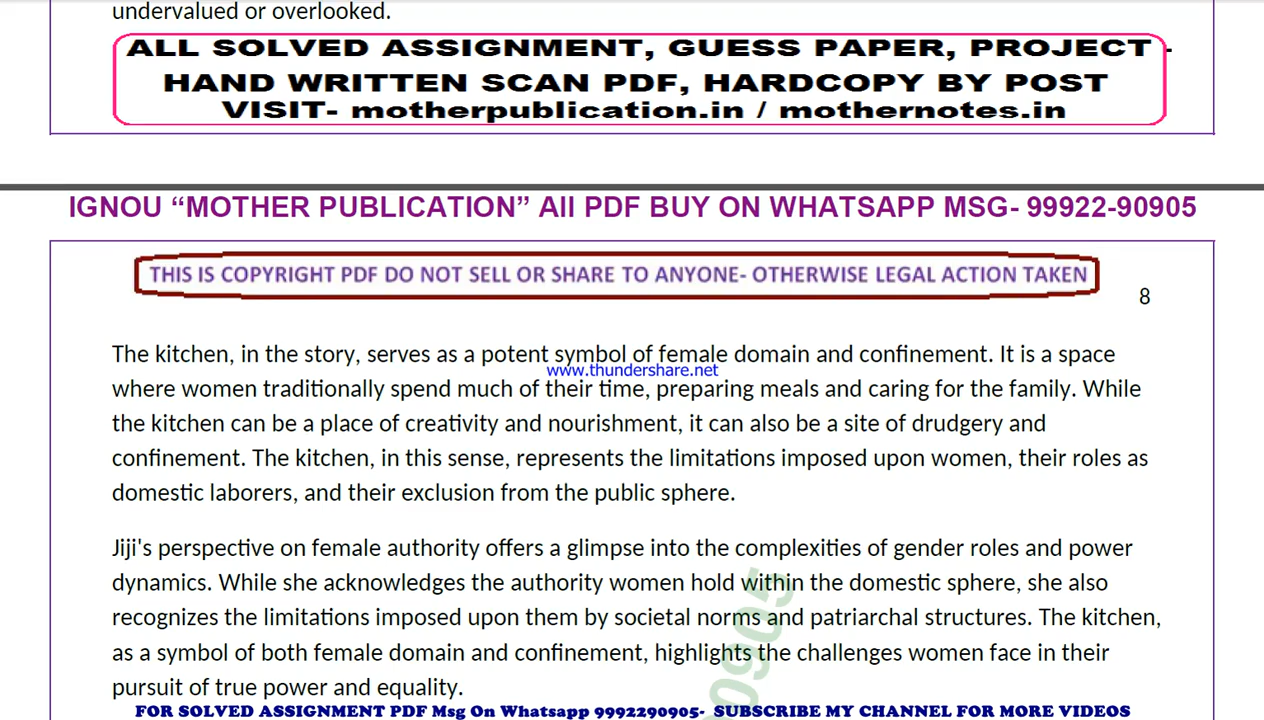 undervalued or overlooked.
ALL SOLVED ASSIGNMENT, GUESS PAPER, PROJECT -
HAND WRITTEN SCAN PDF, HARDCOPY BY POST
VISIT- motherpublication.in / mothernotes.in
IGNOU “MOTHER PUBLICATION” All PDF BUY ON WHATSAPP MSG- 99922-90905
THIS IS COPYRIGHT PDF DO NOT SELL OR SHARE TO ANYONE- OTHERWISE LEGAL ACTION TAKEN
8
The kitchen, in the story, serves as a potent symbol of female domain and confinement. It is a space
www.thundershare.net
where women traditionally spend much of their time, preparing meals and caring for the family. While
the kitchen can be a place of creativity and nourishment, it can also be a site of drudgery and
confinement. The kitchen, in this sense, represents the limitations imposed upon women, their roles as
domestic laborers, and their exclusion from the public sphere.
Jiji's perspective on female authority offers a glimpse into the complexities of gender roles and power
dynamics. While she acknowledges the authority women hold within the domestic sphere, she also
recognizes the limitations imposed upon them by societal norms and patriarchal structures. The kitchen,
as a symbol of both female domain and confinement, highlights the challenges women face in their
pursuit of true power and equality.
00905
FOR SOLVED ASSIGNMENT PDF Msg On Whatsapp 9992290905- SUBSCRIBE MY CHANNEL FOR MORE VIDEOS